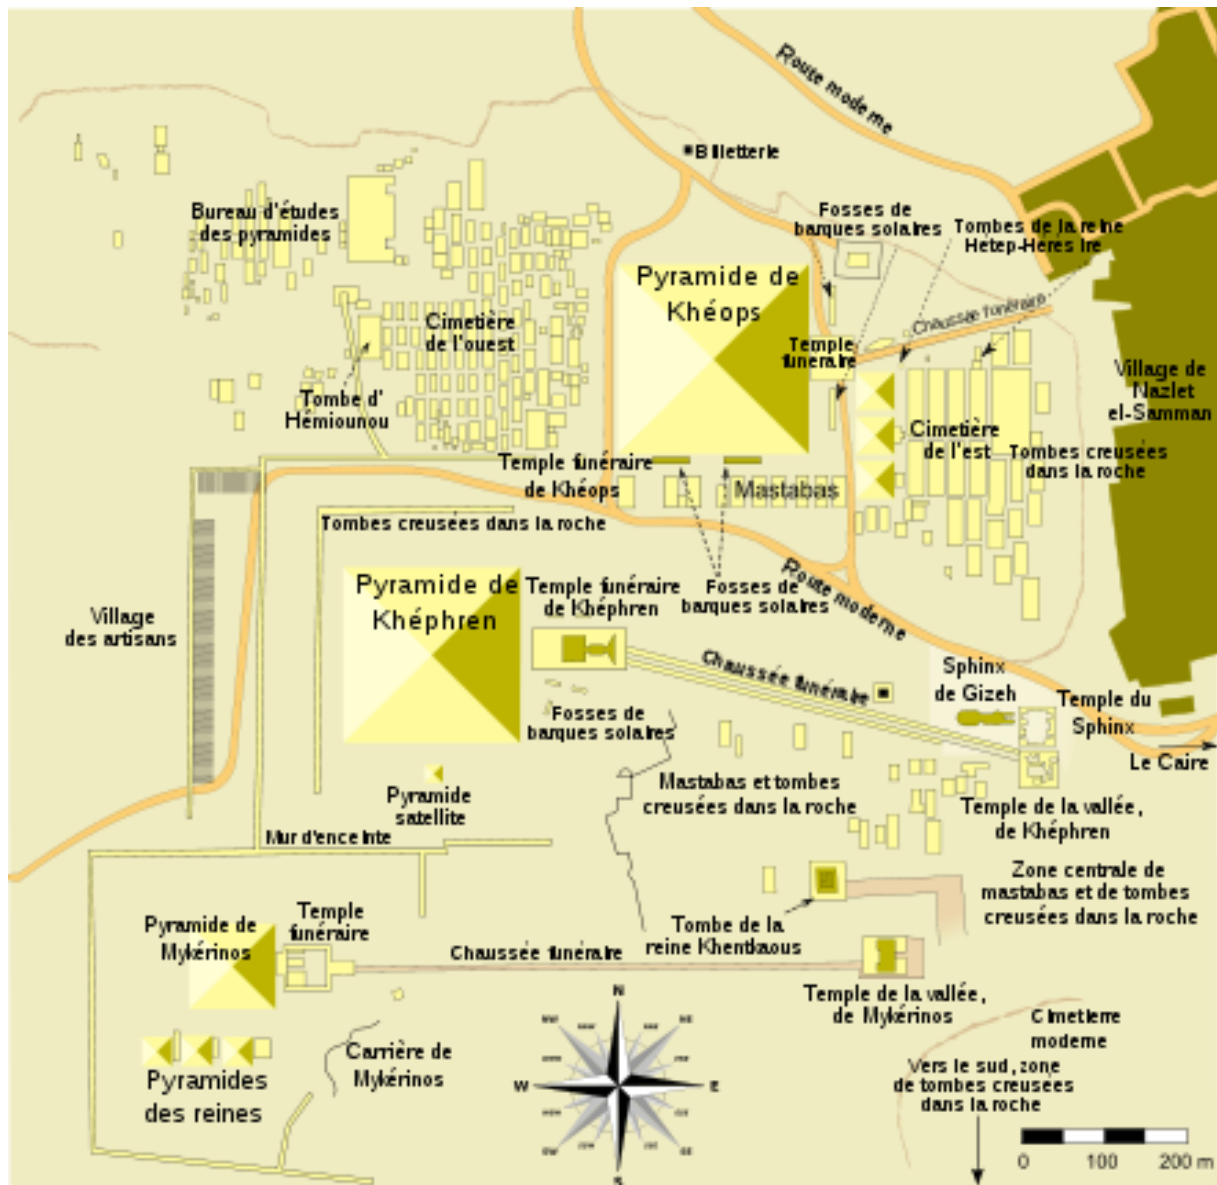 Route moderne
Billetterie
Bureau d'études
des pyramides
Fosses de
barques solaires
Tombes de la reine
Hétep-Heres Ire
Pyramide de
Khéops
Chaussée funéraire
Cimetière
de l'ouest
Temple
funéraire
Village de
Nazlet
el-Samman
Tombe d'
Hémiounou
Cimetière
de l'est
Tombes creusées
dans la roche
Temple funéraire
de Khéops
Mastabas
Tombes creusées dans la roche
Pyramide de
Khéphren
Temple funéraire
de Khéphren
Fosses de
barques solaires
Route moderne
Village
des artisans
Chaussée funéraire
Sphinx
de Gizeh
Temple du
Sphinx
Fosses de
barques solaires
Le Caire
Pyramide
satellite
Mastabas et tombes
creusées dans la roche
Temple de la vallée,
de Khéphren
Mur d'enceinte
Zone centrale de
mastabas et de tombes
creusées dans la roche
Pyramide de
Mykérinos
Temple
funéraire
Tombe de la
reine Khentkaous
Chaussée funéraire
Temple de la vallée,
de Mykérinos
Cimetierre
moderne
Carrière de
Mykérinos
Pyramides
des reines
Vers le sud, zone
de tombes creusées
dans la roche
N
NW
NE
W
E
SW
SE
S
0 100 200 m